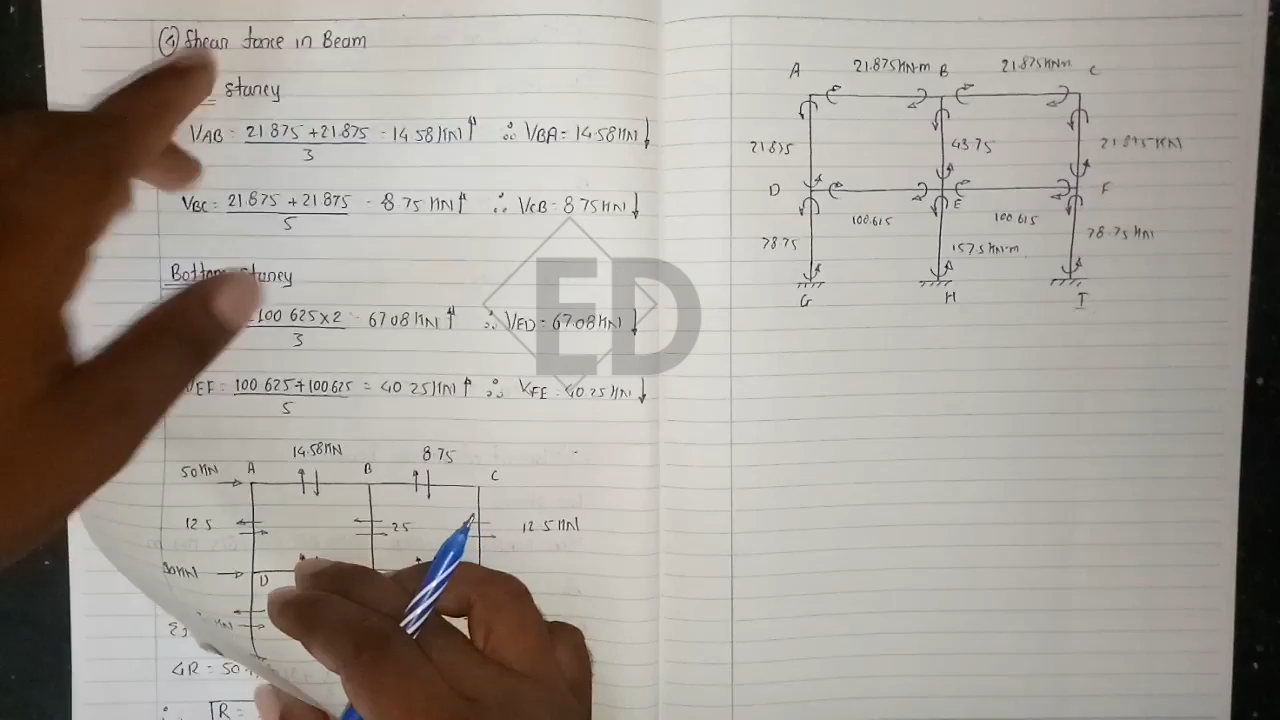 ④ Shear force in Beam
storey
VAB = 21.875 + 21.875 / 3 = 14.58 KN ↑ ∴ VBA = 14.58 KN ↓
VBC = 21.875 + 21.875 / 5 = 8.75 KN ↑ ∴ VCB = 8.75 KN ↓
Bottom storey
100.625 x 2 / 3 = 67.08 KN ↑ ∴ VED = 67.08 KN ↓
VEF = 100.625 + 100.625 / 5 = 40.25 KN ↑ ∴ VFE = 40.25 KN ↓
14.58 KN 8.75
50 KN A B C
12.5 25 12.5 KN
D
4R = 50
∴ R =
21.875 KN·m 21.875 KN·m
A B C
21.875 43.75 21.875 KN
D E F
100.625 100.625
78.75 157.5 KN·m 78.75 KN
G H I
ED